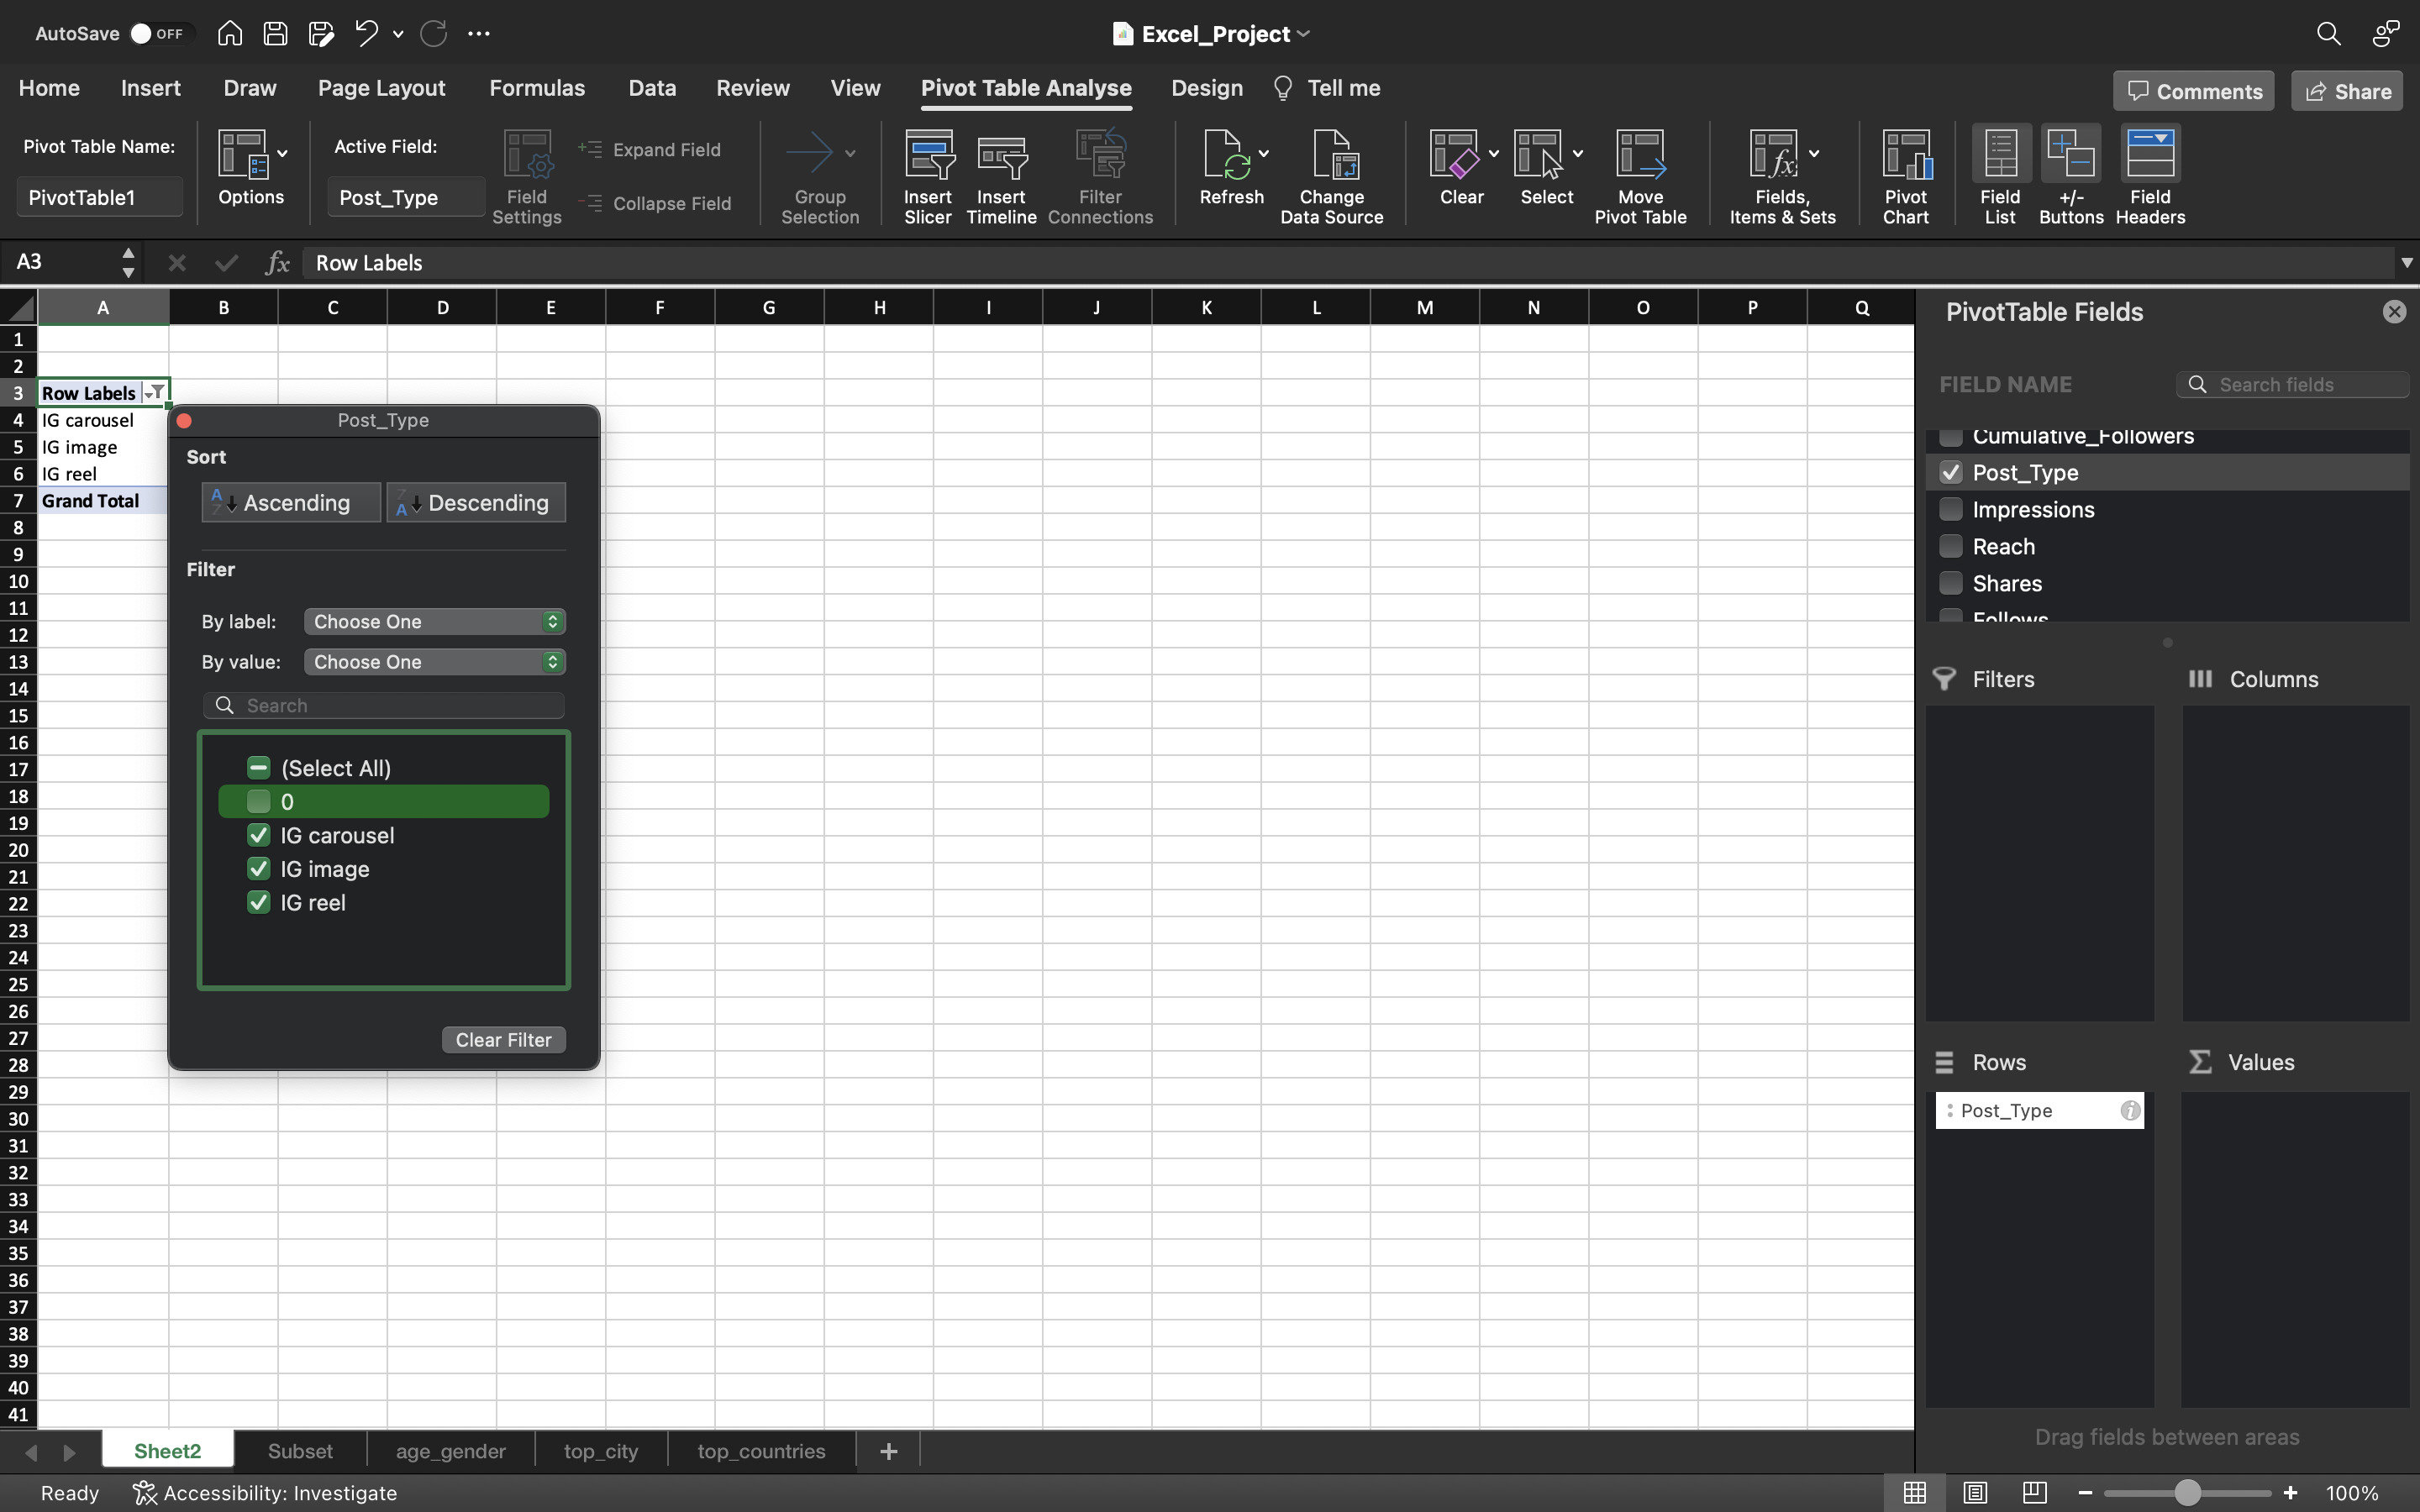 AutoSave OFF
Excel_Project
Home Insert Draw Page Layout Formulas Data Review View Pivot Table Analyse Design Tell me Comments Share
Pivot Table Name:
PivotTable1
Options
Active Field:
Post_Type
Field Settings
Expand Field
Collapse Field
Group Selection
Insert Slicer
Insert Timeline
Filter Connections
Refresh
Change Data Source
Clear
Select
Move Pivot Table
Fields, Items & Sets
Pivot Chart
Field List
+/- Buttons
Field Headers
A3 fx Row Labels
A B C D E F G H I J K L M N O P Q
1
2
3 Row Labels
4 IG carousel
5 IG image
6 IG reel
7 Grand Total
8
9
10
11
12
13
14
15
16
17
18
19
20
21
22
23
24
25
26
27
28
29
30
31
32
33
34
35
36
37
38
39
40
41
Post_Type
Sort
Ascending Descending
Filter
By label: Choose One
By value: Choose One
Search
(Select All)
0
IG carousel
IG image
IG reel
Clear Filter
PivotTable Fields
FIELD NAME Search fields
Cumulative_Followers
Post_Type
Impressions
Reach
Shares
Follows
Filters Columns
Rows Values
Post_Type
Drag fields between areas
Sheet2 Subset age_gender top_city top_countries +
Ready Accessibility: Investigate 100%